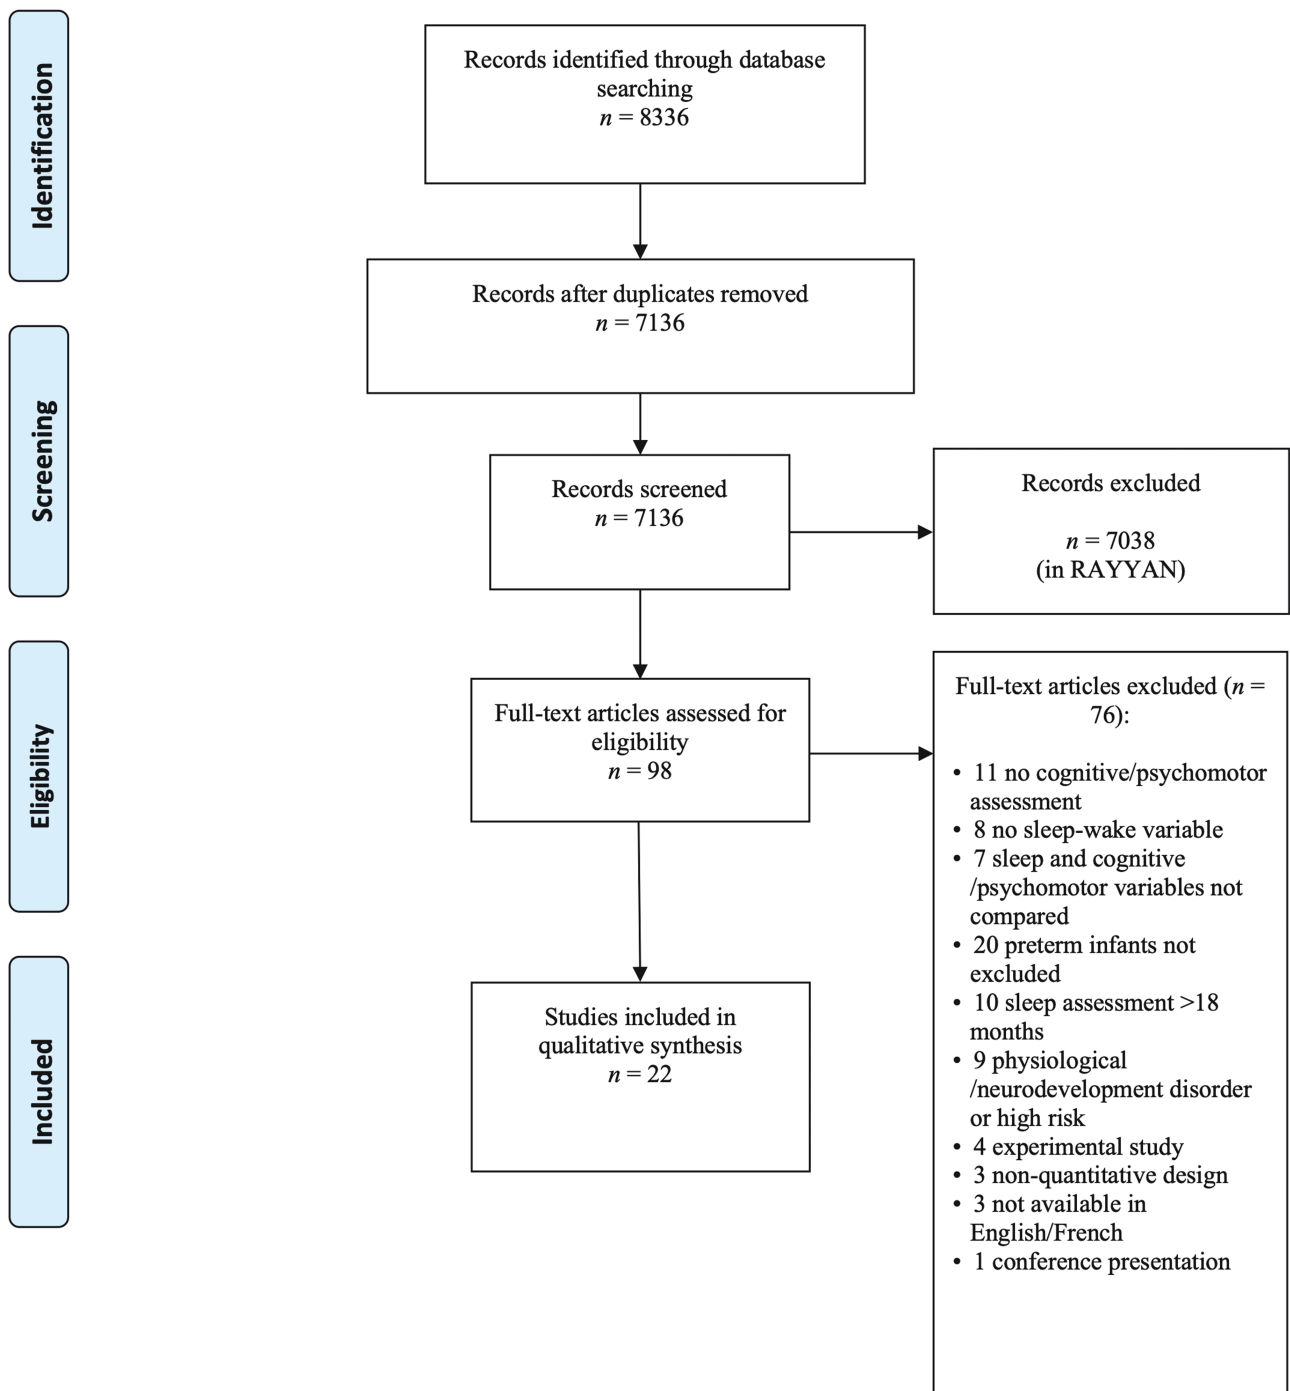 Identification
Records identified through database
searching
n = 8336
Records after duplicates removed
n = 7136
Screening
Records screened
n = 7136
Records excluded
n = 7038
(in RAYYAN)
Eligibility
Full-text articles assessed for
eligibility
n = 98
Full-text articles excluded (n =
76):
• 11 no cognitive/psychomotor
assessment
• 8 no sleep-wake variable
• 7 sleep and cognitive
/psychomotor variables not
compared
• 20 preterm infants not
excluded
• 10 sleep assessment >18
months
• 9 physiological
/neurodevelopment disorder
or high risk
• 4 experimental study
• 3 non-quantitative design
• 3 not available in
English/French
• 1 conference presentation
Included
Studies included in
qualitative synthesis
n = 22